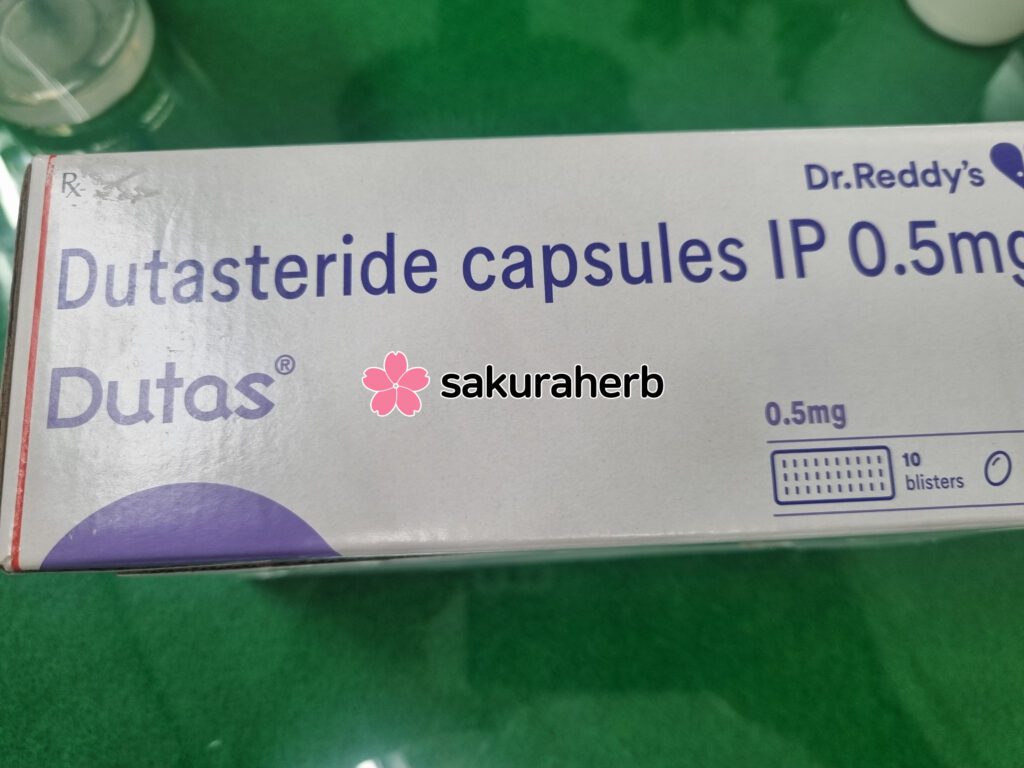 Rx
Dr.Reddy's
Dutasteride capsules IP 0.5mg
Dutas®
sakuraherb
0.5mg
10
blisters